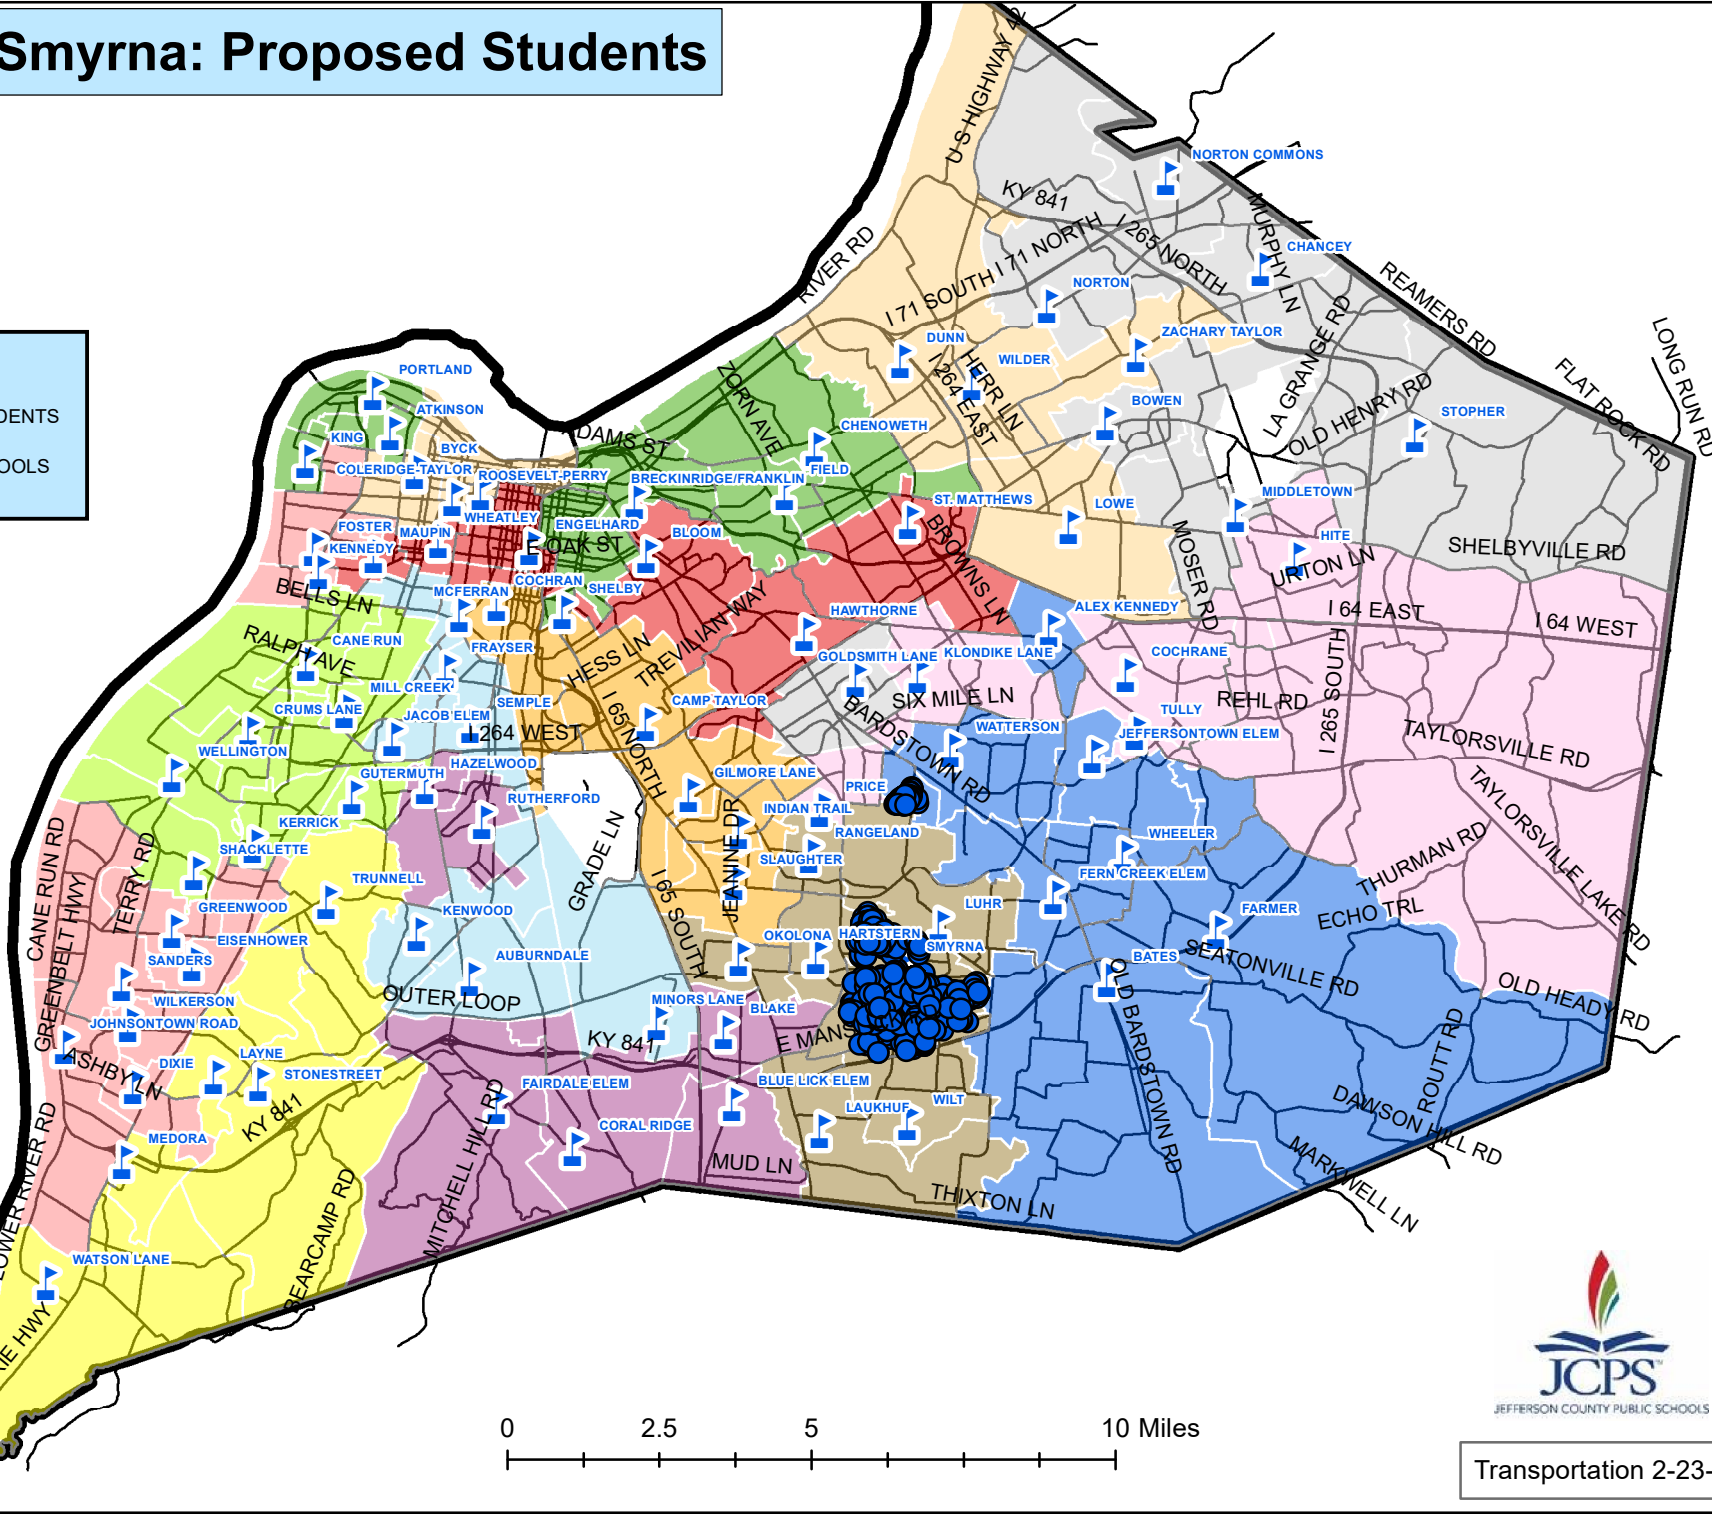 Smyrna: Proposed Students
DENTS
OOLS
U S HIGHWAY 42
NORTON COMMONS
KY 841
MURPHY LN
I 265 NORTH
CHANCEY
I 71 NORTH
RIVER RD
REAMERS RD
I 71 SOUTH
NORTON
LONG RUN RD
ZACHARY TAYLOR
LA GRANGE RD
DUNN
WILDER
HERR LN
I 264 EAST
FLAT ROCK RD
PORTLAND
ZORN AVE
OLD HENRY RD
BOWEN
ATKINSON
STOPHER
CHENOWETH
KING
ADAMS ST
BYCK
COLERIDGE-TAYLOR
ROOSEVELT-PERRY
FIELD
BRECKINRIDGE/FRANKLIN
MIDDLETOWN
ST. MATTHEWS
LOWE
WHEATLEY
FOSTER
ENGELHARD
MAUPIN
BLOOM
HITE
KENNEDY
E OAK ST
BROWNS LN
MOSER RD
SHELBYVILLE RD
URTON LN
COCHRAN
SHELBY
MCFERRAN
BELLS LN
HAWTHORNE
ALEX KENNEDY
I 64 EAST
I 64 WEST
RALPH AVE
CANE RUN
FRAYSER
HESS LN
TREVILIAN WAY
GOLDSMITH LANE
KLONDIKE LANE
COCHRANE
MILL CREEK
CRUMS LANE
SEMPLE
CAMP TAYLOR
SIX MILE LN
REHL RD
I 265 SOUTH
JACOB ELEM
I 264 WEST
I 65 NORTH
BARDSTOWN RD
WATTERSON
TULLY
JEFFERSONTOWN ELEM
TAYLORSVILLE RD
WELLINGTON
HAZELWOOD
GUTERMUTH
GILMORE LANE
PRICE
RUTHERFORD
INDIAN TRAIL
TAYLORSVILLE LAKE RD
KERRICK
RANGELAND
WHEELER
CANE RUN RD
TERRY RD
SHACKLETTE
GRADE LN
JEANINE DR
SLAUGHTER
THURMAN RD
TRUNNELL
FERN CREEK ELEM
GREENBELT HWY
GREENWOOD
KENWOOD
I 65 SOUTH
LUHR
FARMER
ECHO TRL
EISENHOWER
OKOLONA
HARTSTERN
SMYRNA
SANDERS
AUBURNDALE
BATES
SEATONVILLE RD
OUTER LOOP
MINORS LANE
BLAKE
OLD HEADY RD
WILKERSON
JOHNSONTOWN ROAD
KY 841
E MANS
OLD BARDSTOWN RD
ROUTT RD
ASHBY LN
DIXIE
LAYNE
STONESTREET
FAIRDALE ELEM
BLUE LICK ELEM
WILT
LAUKHUF
DAWSON HILL RD
KY 841
CORAL RIDGE
MEDORA
MITCHELL HILL RD
MUD LN
MARKWELL LN
LOWER RIVER RD
BEARCAMP RD
THIXTON LN
WATSON LANE
IE HWY
0 2.5 5 10 Miles
JCPS
JEFFERSON COUNTY PUBLIC SCHOOLS
Transportation 2-23-